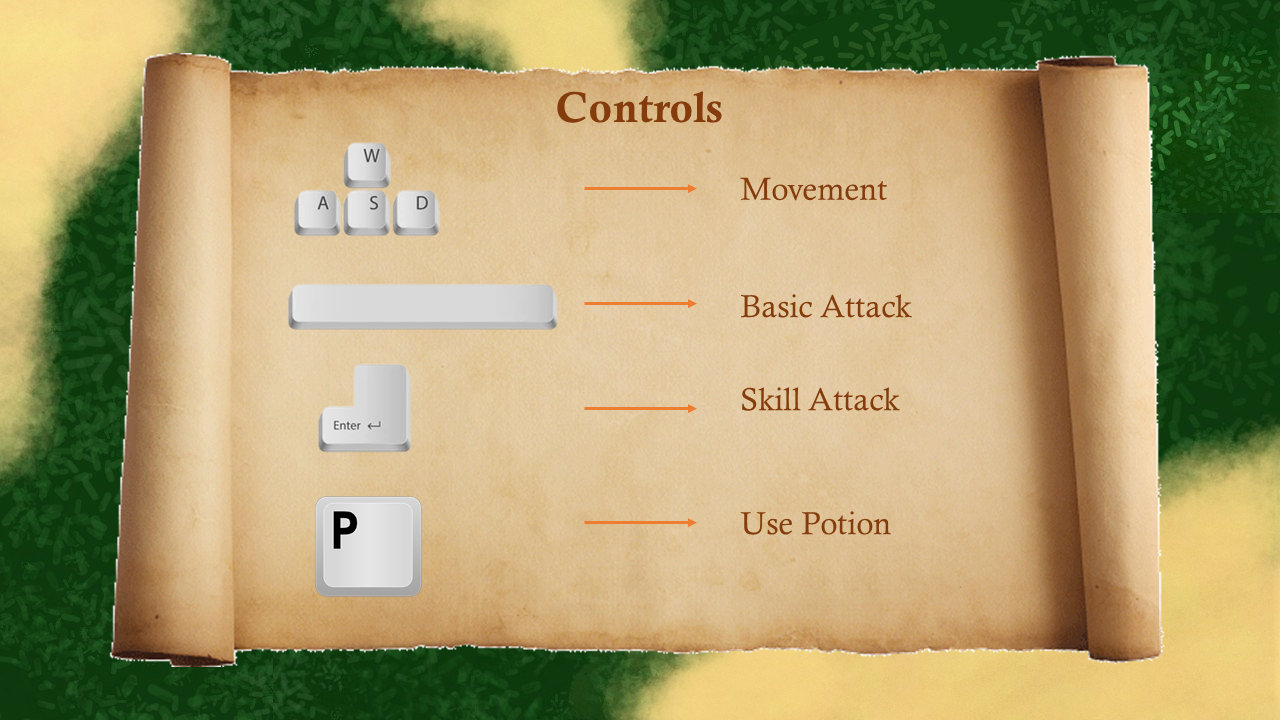 Controls
W
A S D
Movement
Basic Attack
Enter ↵
Skill Attack
P
Use Potion